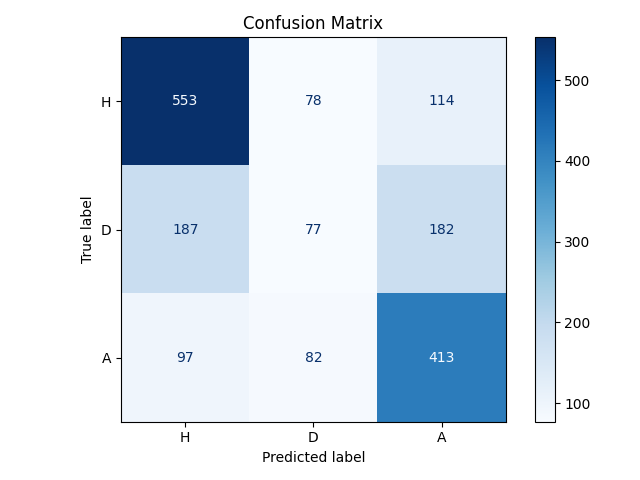 Confusion Matrix
H 553 78 114
D 187 77 182
A 97 82 413
H D A
Predicted label
True label
500
400
300
200
100